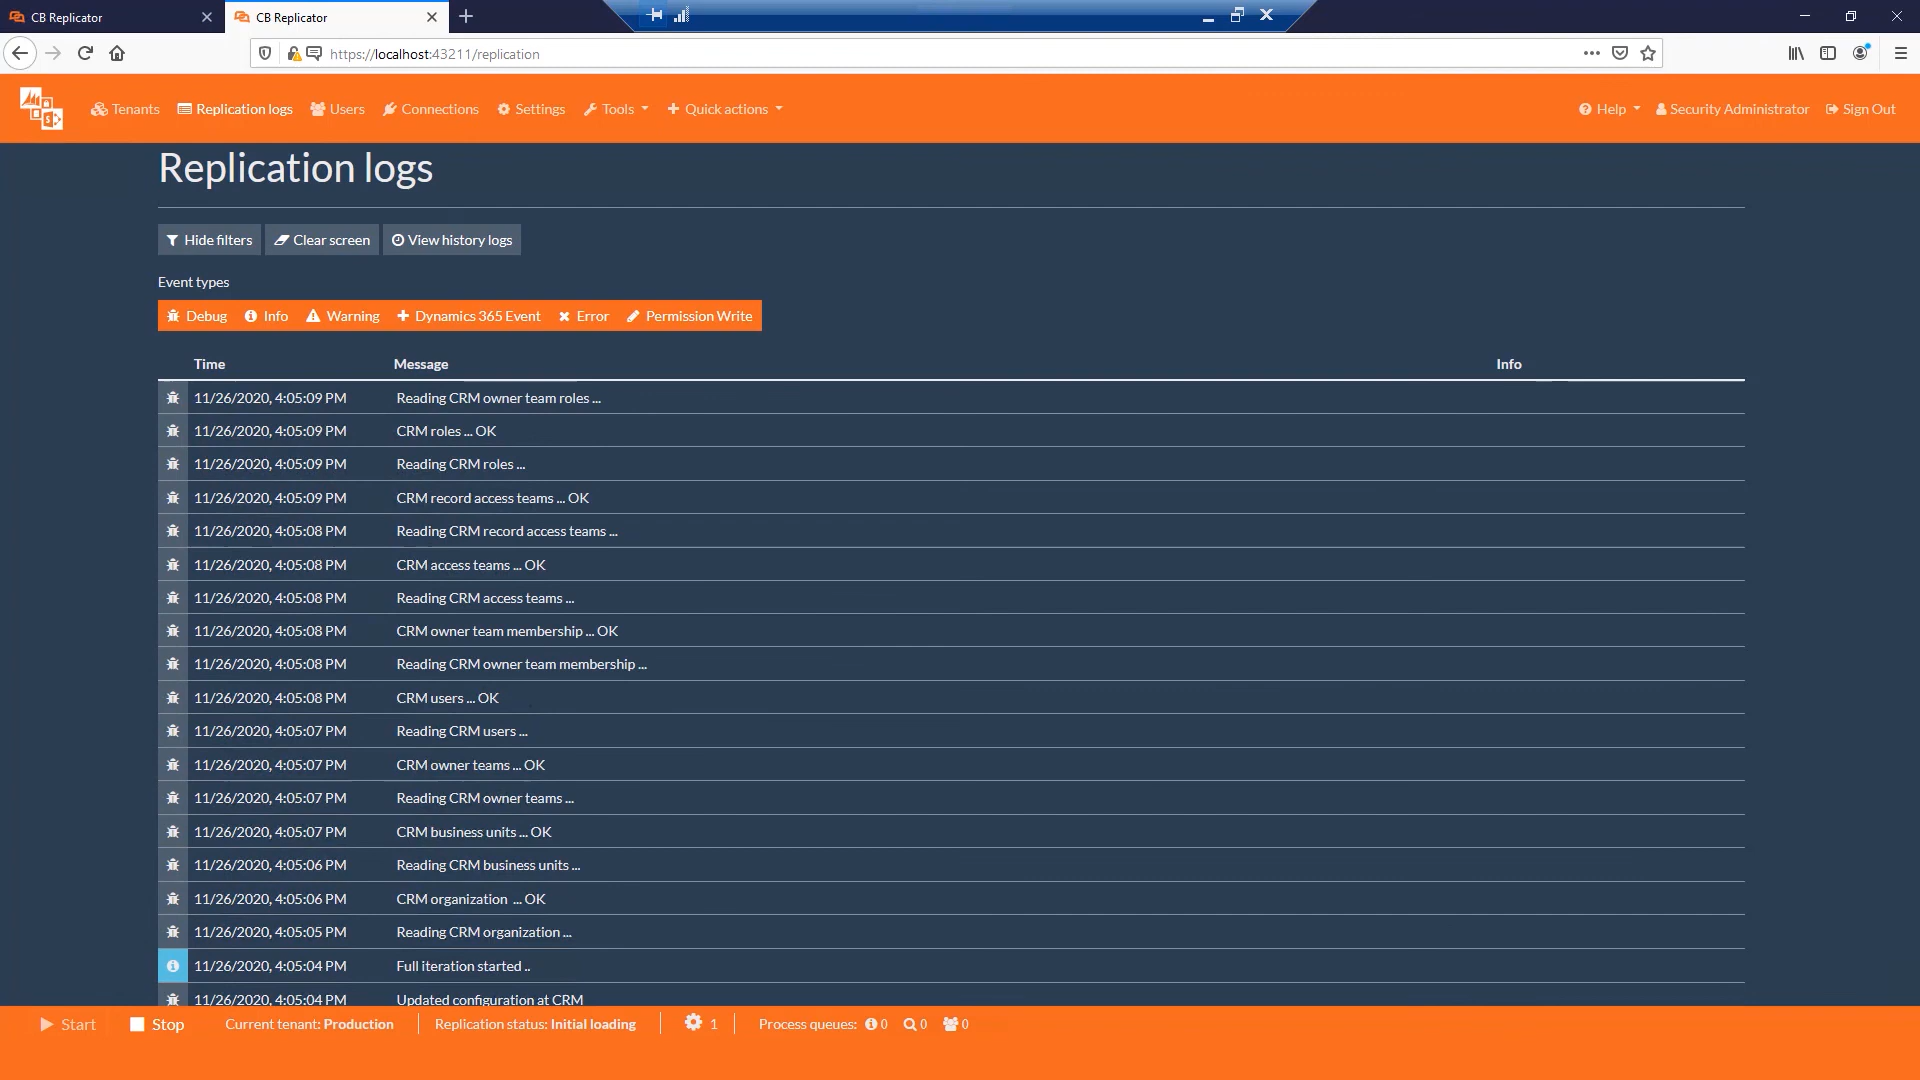 CB Replicator
CB Replicator
https://localhost:43211/replication
Tenants Replication logs Users Connections Settings Tools Quick actions Help Security Administrator Sign Out
Replication logs
Hide filters Clear screen View history logs
Event types
Debug Info Warning Dynamics 365 Event Error Permission Write
Time Message Info
11/26/2020, 4:05:09 PM Reading CRM owner team roles ...
11/26/2020, 4:05:09 PM CRM roles ... OK
11/26/2020, 4:05:09 PM Reading CRM roles ...
11/26/2020, 4:05:09 PM CRM record access teams ... OK
11/26/2020, 4:05:08 PM Reading CRM record access teams ...
11/26/2020, 4:05:08 PM CRM access teams ... OK
11/26/2020, 4:05:08 PM Reading CRM access teams ...
11/26/2020, 4:05:08 PM CRM owner team membership ... OK
11/26/2020, 4:05:08 PM Reading CRM owner team membership ...
11/26/2020, 4:05:08 PM CRM users ... OK
11/26/2020, 4:05:07 PM Reading CRM users ...
11/26/2020, 4:05:07 PM CRM owner teams ... OK
11/26/2020, 4:05:07 PM Reading CRM owner teams ...
11/26/2020, 4:05:07 PM CRM business units ... OK
11/26/2020, 4:05:06 PM Reading CRM business units ...
11/26/2020, 4:05:06 PM CRM organization ... OK
11/26/2020, 4:05:05 PM Reading CRM organization ...
11/26/2020, 4:05:04 PM Full iteration started ..
11/26/2020, 4:05:04 PM Updated configuration at CRM
Start Stop Current tenant: Production Replication status: Initial loading 1 Process queues: 0 0 0